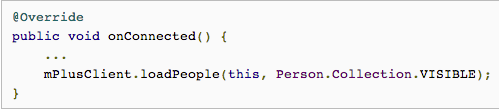 @Override
public void onConnected() {
    ...
    mPlusClient.loadPeople(this, Person.Collection.VISIBLE);
}